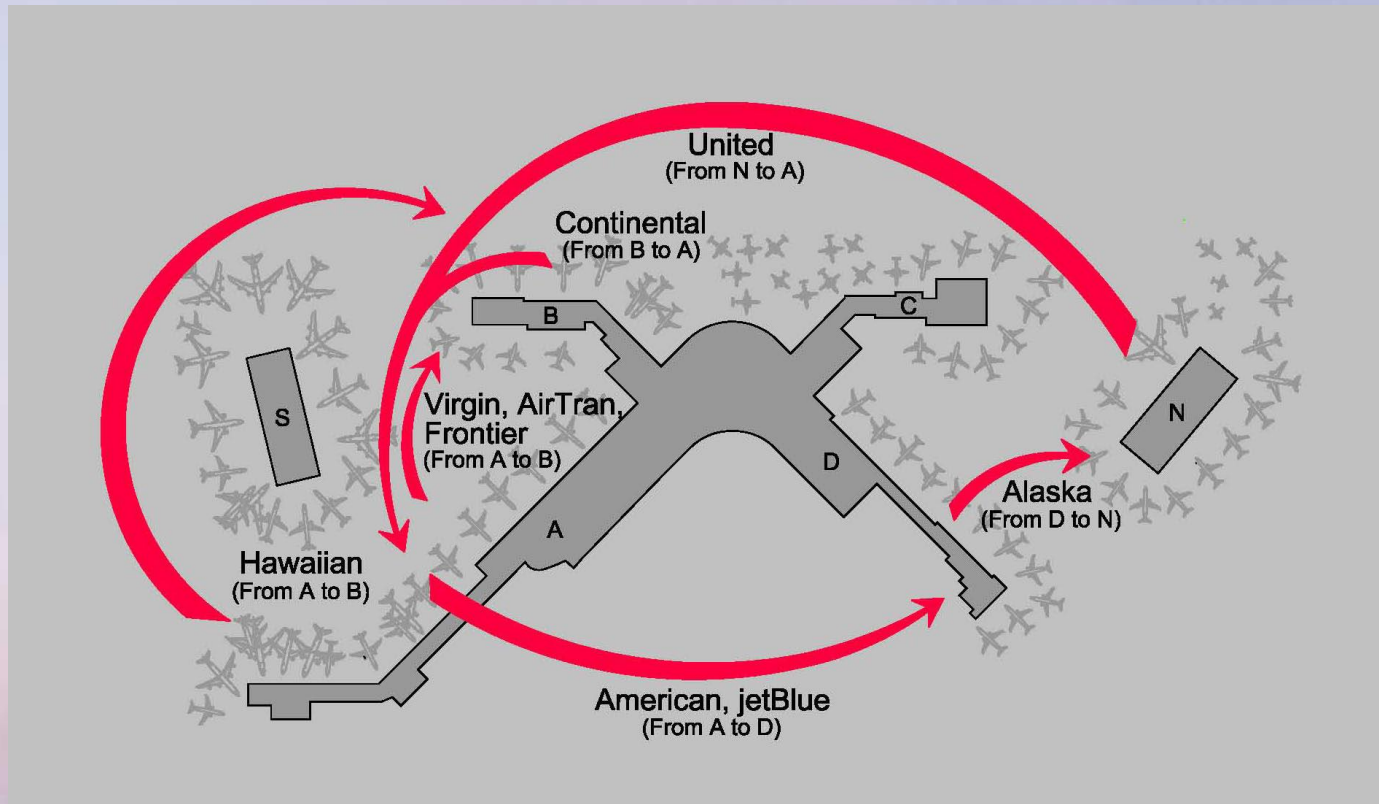 United
(From N to A)
Continental
(From B to A)
B
C
S
Virgin, AirTran,
Frontier
(From A to B)
N
D
Alaska
(From D to N)
A
Hawaiian
(From A to B)
American, jetBlue
(From A to D)